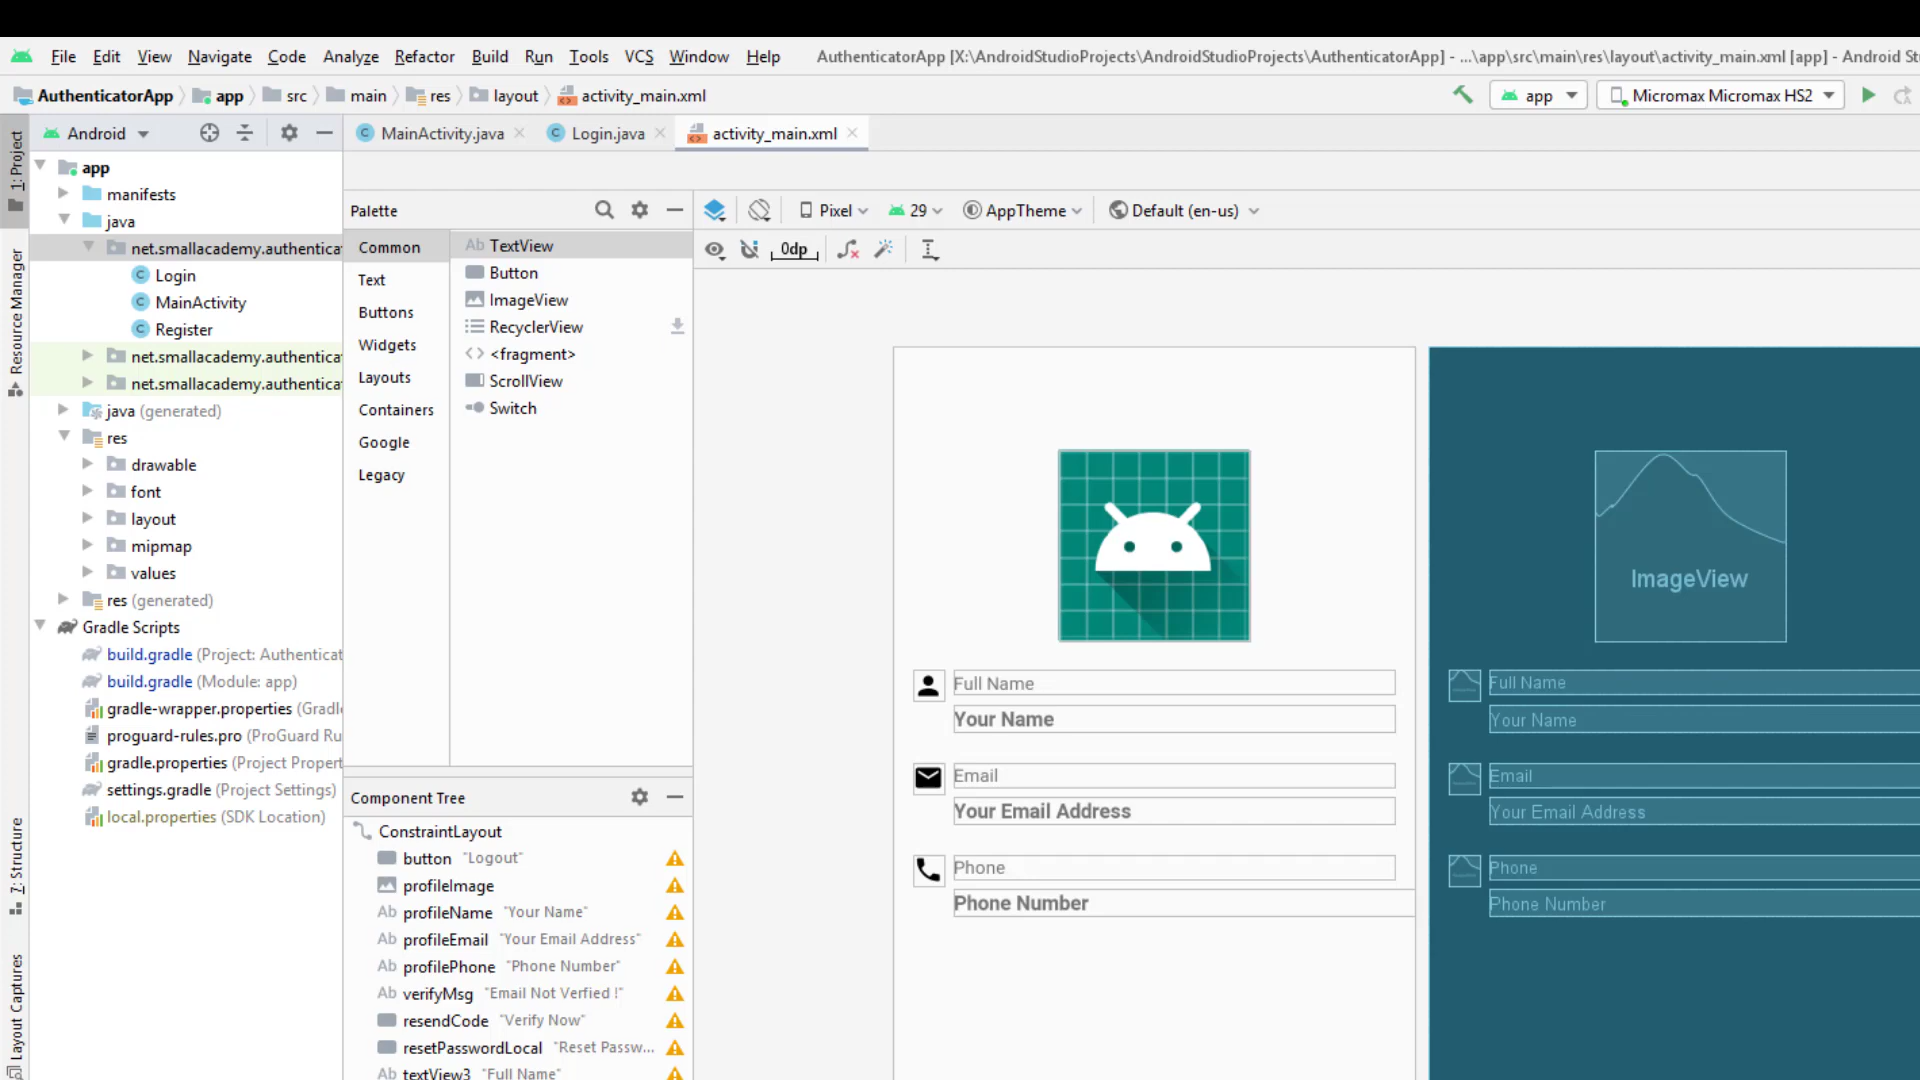 File Edit View Navigate Code Analyze Refactor Build Run Tools VCS Window Help AuthenticatorApp [X:\AndroidStudioProjects\AndroidStudioProjects\AuthenticatorApp] - ...\app\src\main\res\layout\activity_main.xml [app] - Android St
AuthenticatorApp app src main res layout activity_main.xml app Micromax Micromax HS2
1: Project
Resource Manager
7: Structure
Layout Captures
Android
app
manifests
java
net.smallacademy.authenticat
Login
MainActivity
Register
net.smallacademy.authenticat
net.smallacademy.authenticat
java (generated)
res
drawable
font
layout
mipmap
values
res (generated)
Gradle Scripts
build.gradle (Project: Authenticat
build.gradle (Module: app)
gradle-wrapper.properties (Gradl
proguard-rules.pro (ProGuard Ru
gradle.properties (Project Propert
settings.gradle (Project Settings)
local.properties (SDK Location)
MainActivity.java Login.java activity_main.xml
Palette
Common
Text
Buttons
Widgets
Layouts
Containers
Google
Legacy
Ab TextView
Button
ImageView
RecyclerView
<fragment>
ScrollView
Switch
Component Tree
ConstraintLayout
button "Logout"
profileImage
Ab profileName "Your Name"
Ab profileEmail "Your Email Address"
Ab profilePhone "Phone Number"
Ab verifyMsg "Email Not Verfied !"
resendCode "Verify Now"
resetPasswordLocal "Reset Passw...
Ab textView3 "Full Name"
Pixel 29 AppTheme Default (en-us)
0dp
Full Name
Your Name
Email
Your Email Address
Phone
Phone Number
ImageView
Full Name
Your Name
Email
Your Email Address
Phone
Phone Number